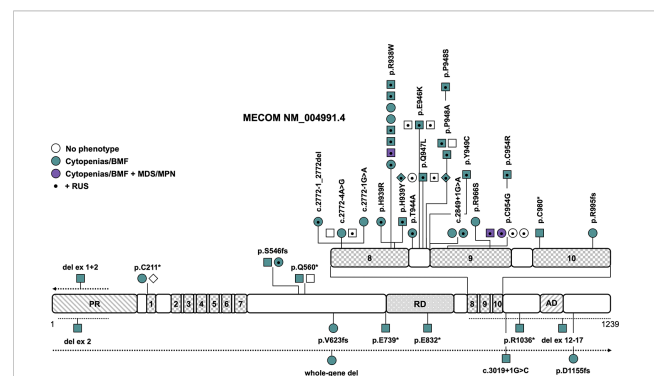 MECOM NM_004991.4
No phenotype
Cytopenias/BMF
Cytopenias/BMF + MDS/MPN
+ RUS
c.2772-1_2772del
c.2772-4A>G
c.2772-1G>A
p.H939R
p.R938W
p.H939Y
p.T944A
p.E946K
p.Q947L
p.P948A
p.P948S
p.Y949C
c.2849+1G>A
p.R966S
p.C954G
p.C954R
p.C980*
p.R995fs
8
9
10
del ex 1+2
p.C211*
p.S546fs
p.Q560*
PR
1
2
3
4
5
6
7
RD
8
9
10
AD
1
1239
del ex 2
p.V623fs
p.E739*
p.E832*
p.R1036*
del ex 12-17
whole-gene del
c.3019+1G>C
p.D1155fs